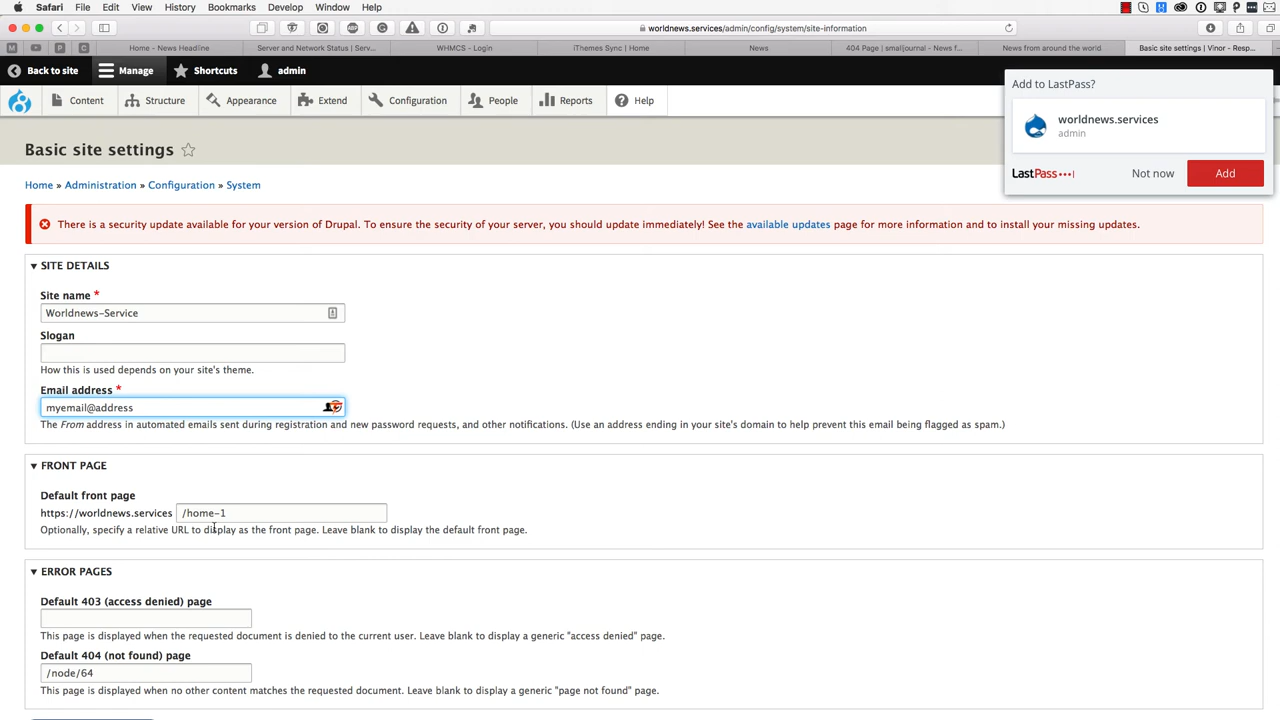 Safari File Edit View History Bookmarks Develop Window Help
worldnews.services/admin/config/system/site-information
M P C Home - News Headline Server and Network Status | Serv... WHMCS - Login iThemes Sync | Home News 404 Page | smalljournal - News f... News from around the world. Basic site settings | Vinor - Resp...
Back to site Manage Shortcuts admin
Content Structure Appearance Extend Configuration People Reports Help
Add to LastPass?
worldnews.services
admin
LastPass•••| Not now Add
Basic site settings
Home » Administration » Configuration » System
There is a security update available for your version of Drupal. To ensure the security of your server, you should update immediately! See the available updates page for more information and to install your missing updates.
SITE DETAILS
Site name *
Worldnews-Service
Slogan
How this is used depends on your site's theme.
Email address *
myemail@address
The From address in automated emails sent during registration and new password requests, and other notifications. (Use an address ending in your site's domain to help prevent this email being flagged as spam.)
FRONT PAGE
Default front page
https://worldnews.services /home-1
Optionally, specify a relative URL to display as the front page. Leave blank to display the default front page.
ERROR PAGES
Default 403 (access denied) page
This page is displayed when the requested document is denied to the current user. Leave blank to display a generic "access denied" page.
Default 404 (not found) page
/node/64
This page is displayed when no other content matches the requested document. Leave blank to display a generic "page not found" page.